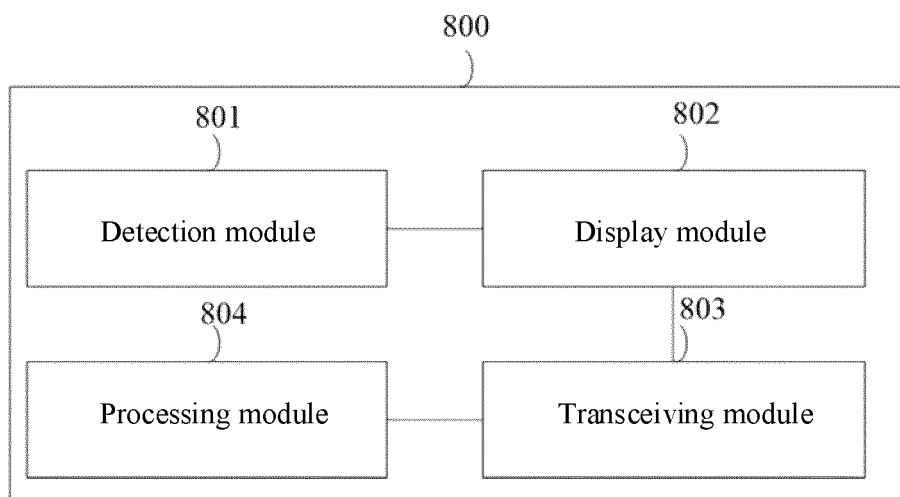 800
801
802
Detection module
Display module
804
803
Processing module
Transceiving module